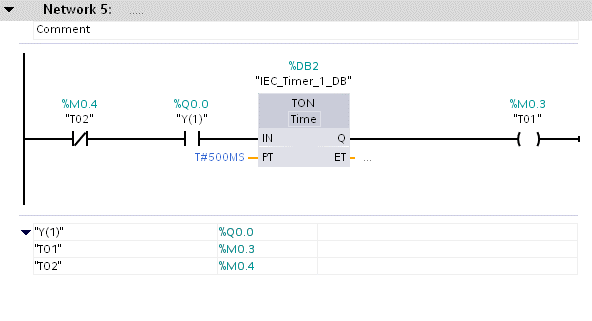 Network 5: .....
Comment
%DB2
"IEC_Timer_1_DB"
%M0.4 %Q0.0 TON %M0.3
"T02" "Y(1)" Time "T01"
IN Q
T#500MS PT ET ...
"Y(1)" %Q0.0
"T01" %M0.3
"T02" %M0.4